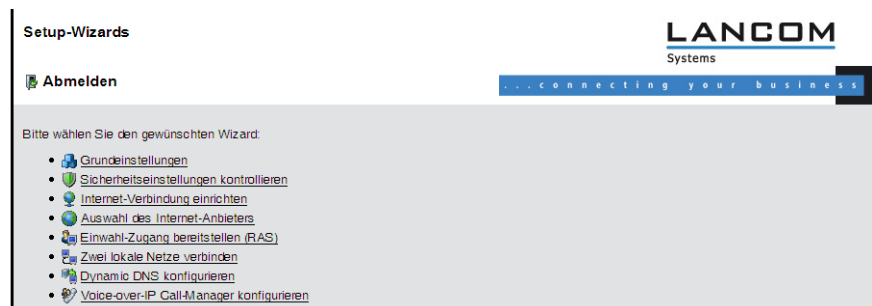 Setup-Wizards
LANCOM
Systems
Abmelden
...connecting your business
Bitte wählen Sie den gewünschten Wizard:
Grundeinstellungen
Sicherheitseinstellungen kontrollieren
Internet-Verbindung einrichten
Auswahl des Internet-Anbieters
Einwahl-Zugang bereitstellen (RAS)
Zwei lokale Netze verbinden
Dynamic DNS konfigurieren
Voice-over-IP Call-Manager konfigurieren